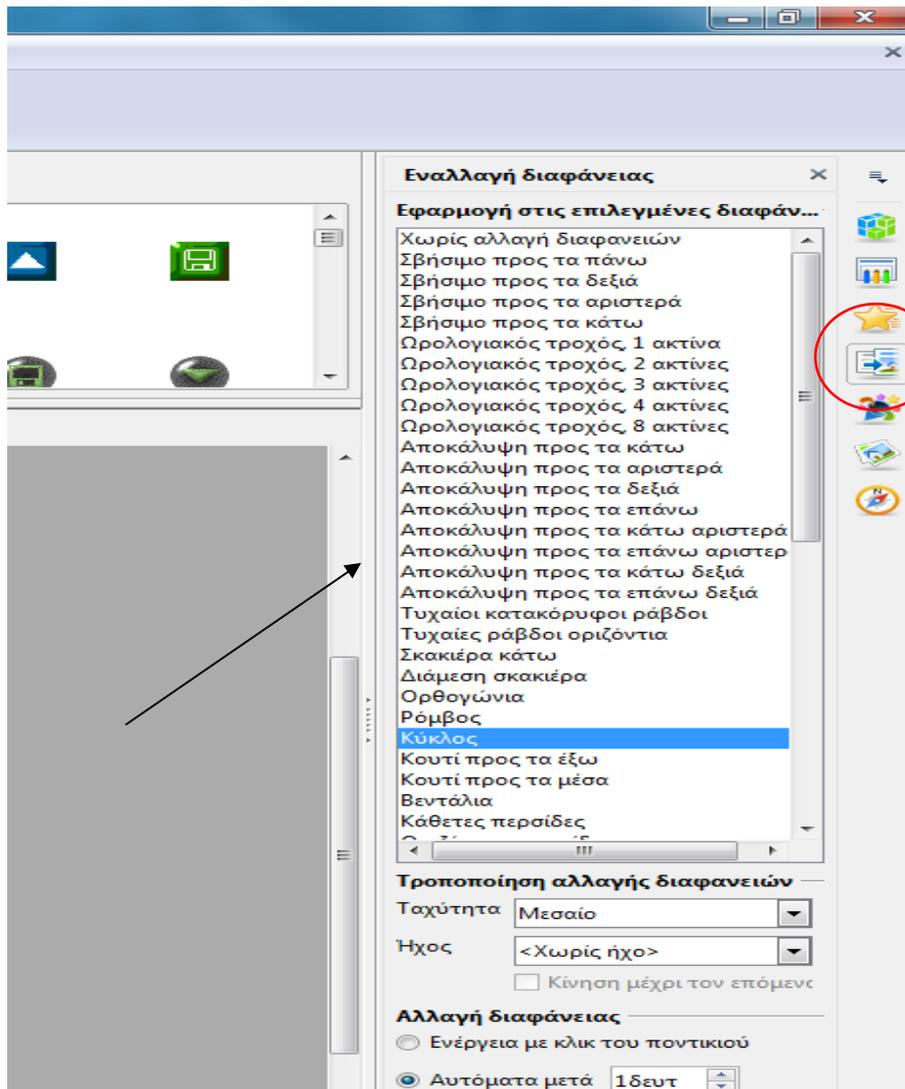 Εναλλαγή διαφάνειας
Εφαρμογή στις επιλεγμένες διαφάν...
Χωρίς αλλαγή διαφανειών
Σβήσιμο προς τα πάνω
Σβήσιμο προς τα δεξιά
Σβήσιμο προς τα αριστερά
Σβήσιμο προς τα κάτω
Ωρολογιακός τροχός, 1 ακτίνα
Ωρολογιακός τροχός, 2 ακτίνες
Ωρολογιακός τροχός, 3 ακτίνες
Ωρολογιακός τροχός, 4 ακτίνες
Ωρολογιακός τροχός, 8 ακτίνες
Αποκάλυψη προς τα κάτω
Αποκάλυψη προς τα αριστερά
Αποκάλυψη προς τα δεξιά
Αποκάλυψη προς τα επάνω
Αποκάλυψη προς τα κάτω αριστερά
Αποκάλυψη προς τα επάνω αριστερ
Αποκάλυψη προς τα κάτω δεξιά
Αποκάλυψη προς τα επάνω δεξιά
Τυχαίοι κατακόρυφοι ράβδοι
Τυχαίες ράβδοι οριζόντια
Σκακιέρα κάτω
Διάμεση σκακιέρα
Ορθογώνια
Ρόμβος
Κύκλος
Κουτί προς τα έξω
Κουτί προς τα μέσα
Βεντάλια
Κάθετες περσίδες
Τροποποίηση αλλαγής διαφανειών
Ταχύτητα Μεσαίο
Ήχος <Χωρίς ήχο>
Κίνηση μέχρι τον επόμενο
Αλλαγή διαφάνειας
Ενέργεια με κλικ του ποντικιού
Αυτόματα μετά 1δευτ